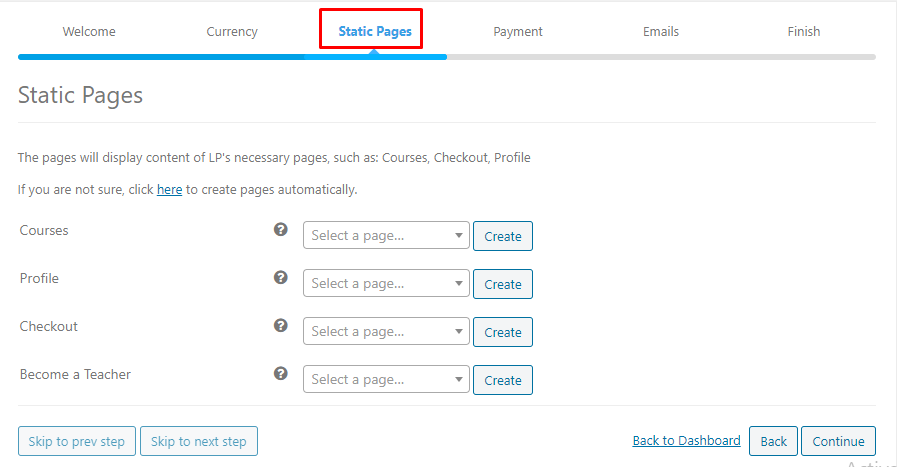 Welcome Currency Static Pages Payment Emails Finish
Static Pages
The pages will display content of LP's necessary pages, such as: Courses, Checkout, Profile
If you are not sure, click here to create pages automatically.
Courses ? Select a page... Create
Profile ? Select a page... Create
Checkout ? Select a page... Create
Become a Teacher ? Select a page... Create
Skip to prev step Skip to next step Back to Dashboard Back Continue